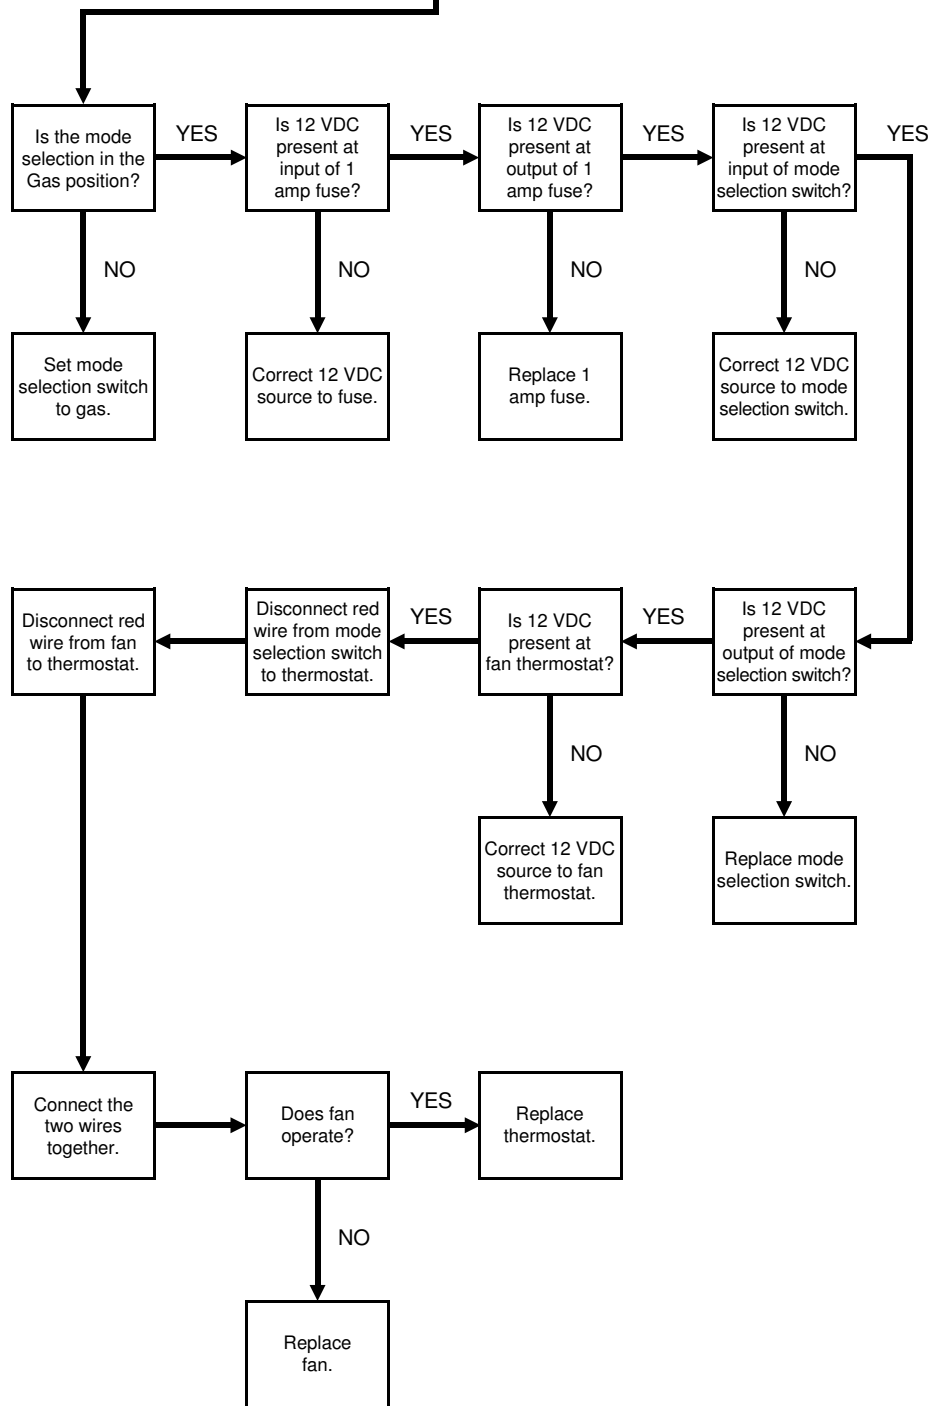 Is the mode
selection in the
Gas position?
YES
Is 12 VDC
present at
input of 1
amp fuse?
YES
Is 12 VDC
present at
output of 1
amp fuse?
YES
Is 12 VDC
present at
input of mode
selection switch?
YES
NO
NO
NO
NO
Set mode
selection switch
to gas.
Correct 12 VDC
source to fuse.
Replace 1
amp fuse.
Correct 12 VDC
source to mode
selection switch.
Disconnect red
wire from fan
to thermostat.
Disconnect red
wire from mode
selection switch
to thermostat.
YES
Is 12 VDC
present at
fan thermostat?
YES
Is 12 VDC
present at
output of mode
selection switch?
NO
NO
Correct 12 VDC
source to fan
thermostat.
Replace mode
selection switch.
Connect the
two wires
together.
Does fan
operate?
YES
Replace
thermostat.
NO
Replace
fan.